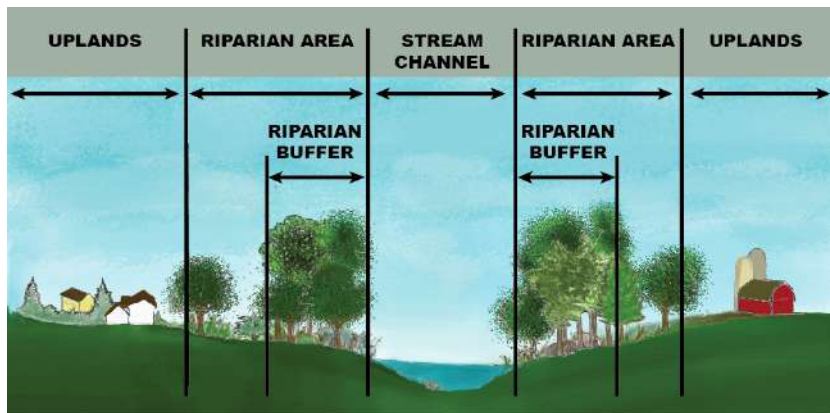 UPLANDS
RIPARIAN AREA
STREAM
CHANNEL
RIPARIAN AREA
UPLANDS
RIPARIAN
BUFFER
RIPARIAN
BUFFER